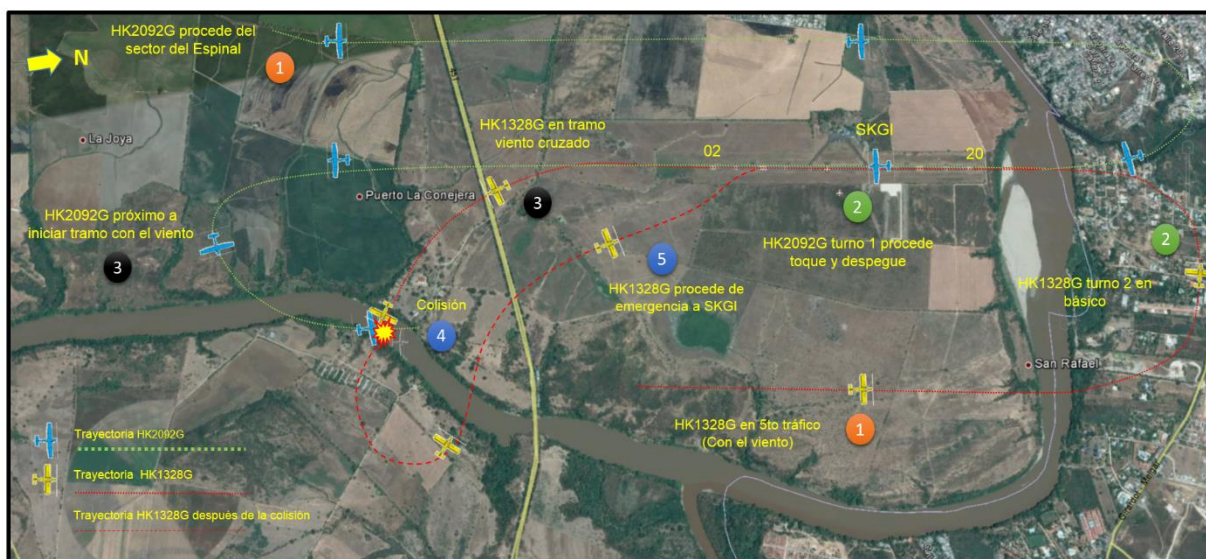 HK2092G procede del
sector del Espinal
1
N
La Joya
HK1328G en tramo
viento cruzado
SKGI
02
20
Puerto La Conejera
3
2
2
HK2092G próximo a
iniciar tramo con el viento
3
HK2092G turno 1 procede
toque y despegue
5
HK1328G procede de
emergencia a SKGI
HK1328G turno 2 en
básico
Colisión
4
San Rafael
HK1328G en 5to tráfico
(Con el viento)
1
Trayectoria HK2092G
Trayectoria HK1328G
Trayectoria HK1328G después de la colisión